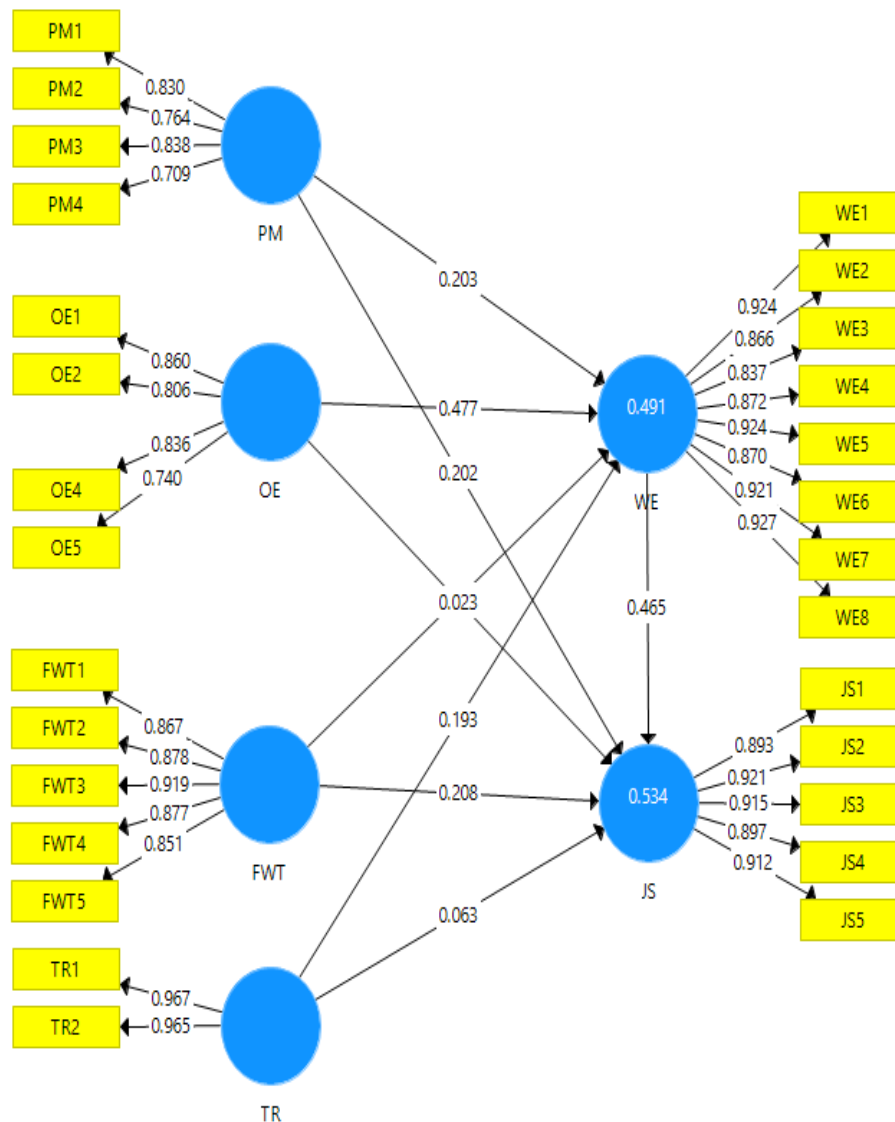 PM1
PM2
PM3
PM4
0.830
0.764
0.838
0.709
PM
OE1
OE2
OE4
OE5
0.860
0.806
0.836
0.740
OE
FWT1
FWT2
FWT3
FWT4
FWT5
0.867
0.878
0.919
0.877
0.851
FWT
TR1
TR2
0.967
0.965
TR
0.203
0.477
0.202
0.023
0.193
0.208
0.063
0.465
0.491
WE
0.924
0.866
0.837
0.872
0.924
0.870
0.921
0.927
WE1
WE2
WE3
WE4
WE5
WE6
WE7
WE8
0.534
JS
0.893
0.921
0.915
0.897
0.912
JS1
JS2
JS3
JS4
JS5